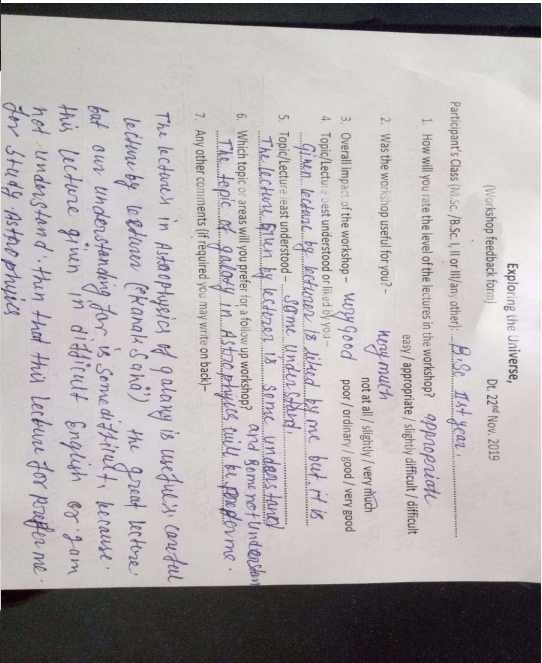 Exploring the Universe,
(Workshop feedback form)
Dt. 22nd Nov. 2019
Participant's Class (M.Sc. /B.Sc. I, II or III/any other): B.Sc. IIst year.
1. How will you rate the level of the lectures in the workshop? appropriate
easy / appropriate / slightly difficult / difficult
2. Was the workshop useful for you? – very much
not at all / slightly / very much
3. Overall impact of the workshop – very Good
poor / ordinary / good / very good
4. Topic/Lecture best understood or liked by you –
Given lecture by lecturer is liked by me but it is
some understand.
5. Topic/Lecture least understood –
The lecture given by lecturer is some understand
and some not understan
6. Which topic or areas will you prefer for a follow up workshop?
The topic of galaxy in Astrophysics will be prefer me.
7. Any other comments (if required you may write on back)–
The lectures in Astrophysics galaxy is usefull careful
lecture by lecturer ("Kanak Saha") the great lecture
but our understanding for is some difficult, because.
this lecture given in difficult English or I am
not understand. thin that this lecture for prefer me.
for study Astrophysics